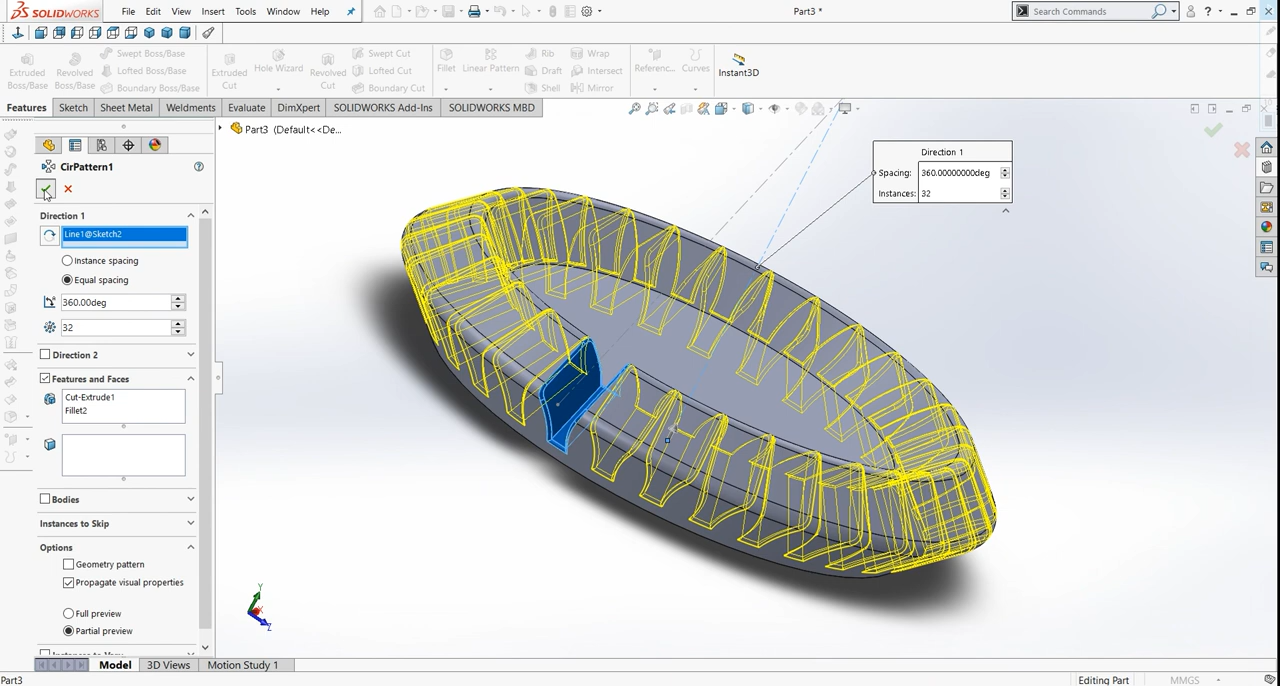 SOLIDWORKS File Edit View Insert Tools Window Help Part3 * Search Commands
Extruded Boss/Base Revolved Boss/Base Swept Boss/Base Lofted Boss/Base Boundary Boss/Base Extruded Cut Hole Wizard Revolved Cut Swept Cut Lofted Cut Boundary Cut Fillet Linear Pattern Rib Draft Shell Wrap Intersect Mirror Referenc... Curves Instant3D
Features Sketch Sheet Metal Weldments Evaluate DimXpert SOLIDWORKS Add-Ins SOLIDWORKS MBD
Part3 (Default<<De...
CirPattern1
Direction 1
Line1@Sketch2
Instance spacing
Equal spacing
360.00deg
32
Direction 2
Features and Faces
Cut-Extrude1
Fillet2
Bodies
Instances to Skip
Options
Geometry pattern
Propagate visual properties
Full preview
Partial preview
Direction 1
Spacing: 360.00000000deg
Instances: 32
Y
Z
Model 3D Views Motion Study 1
Part3 Editing Part MMGS